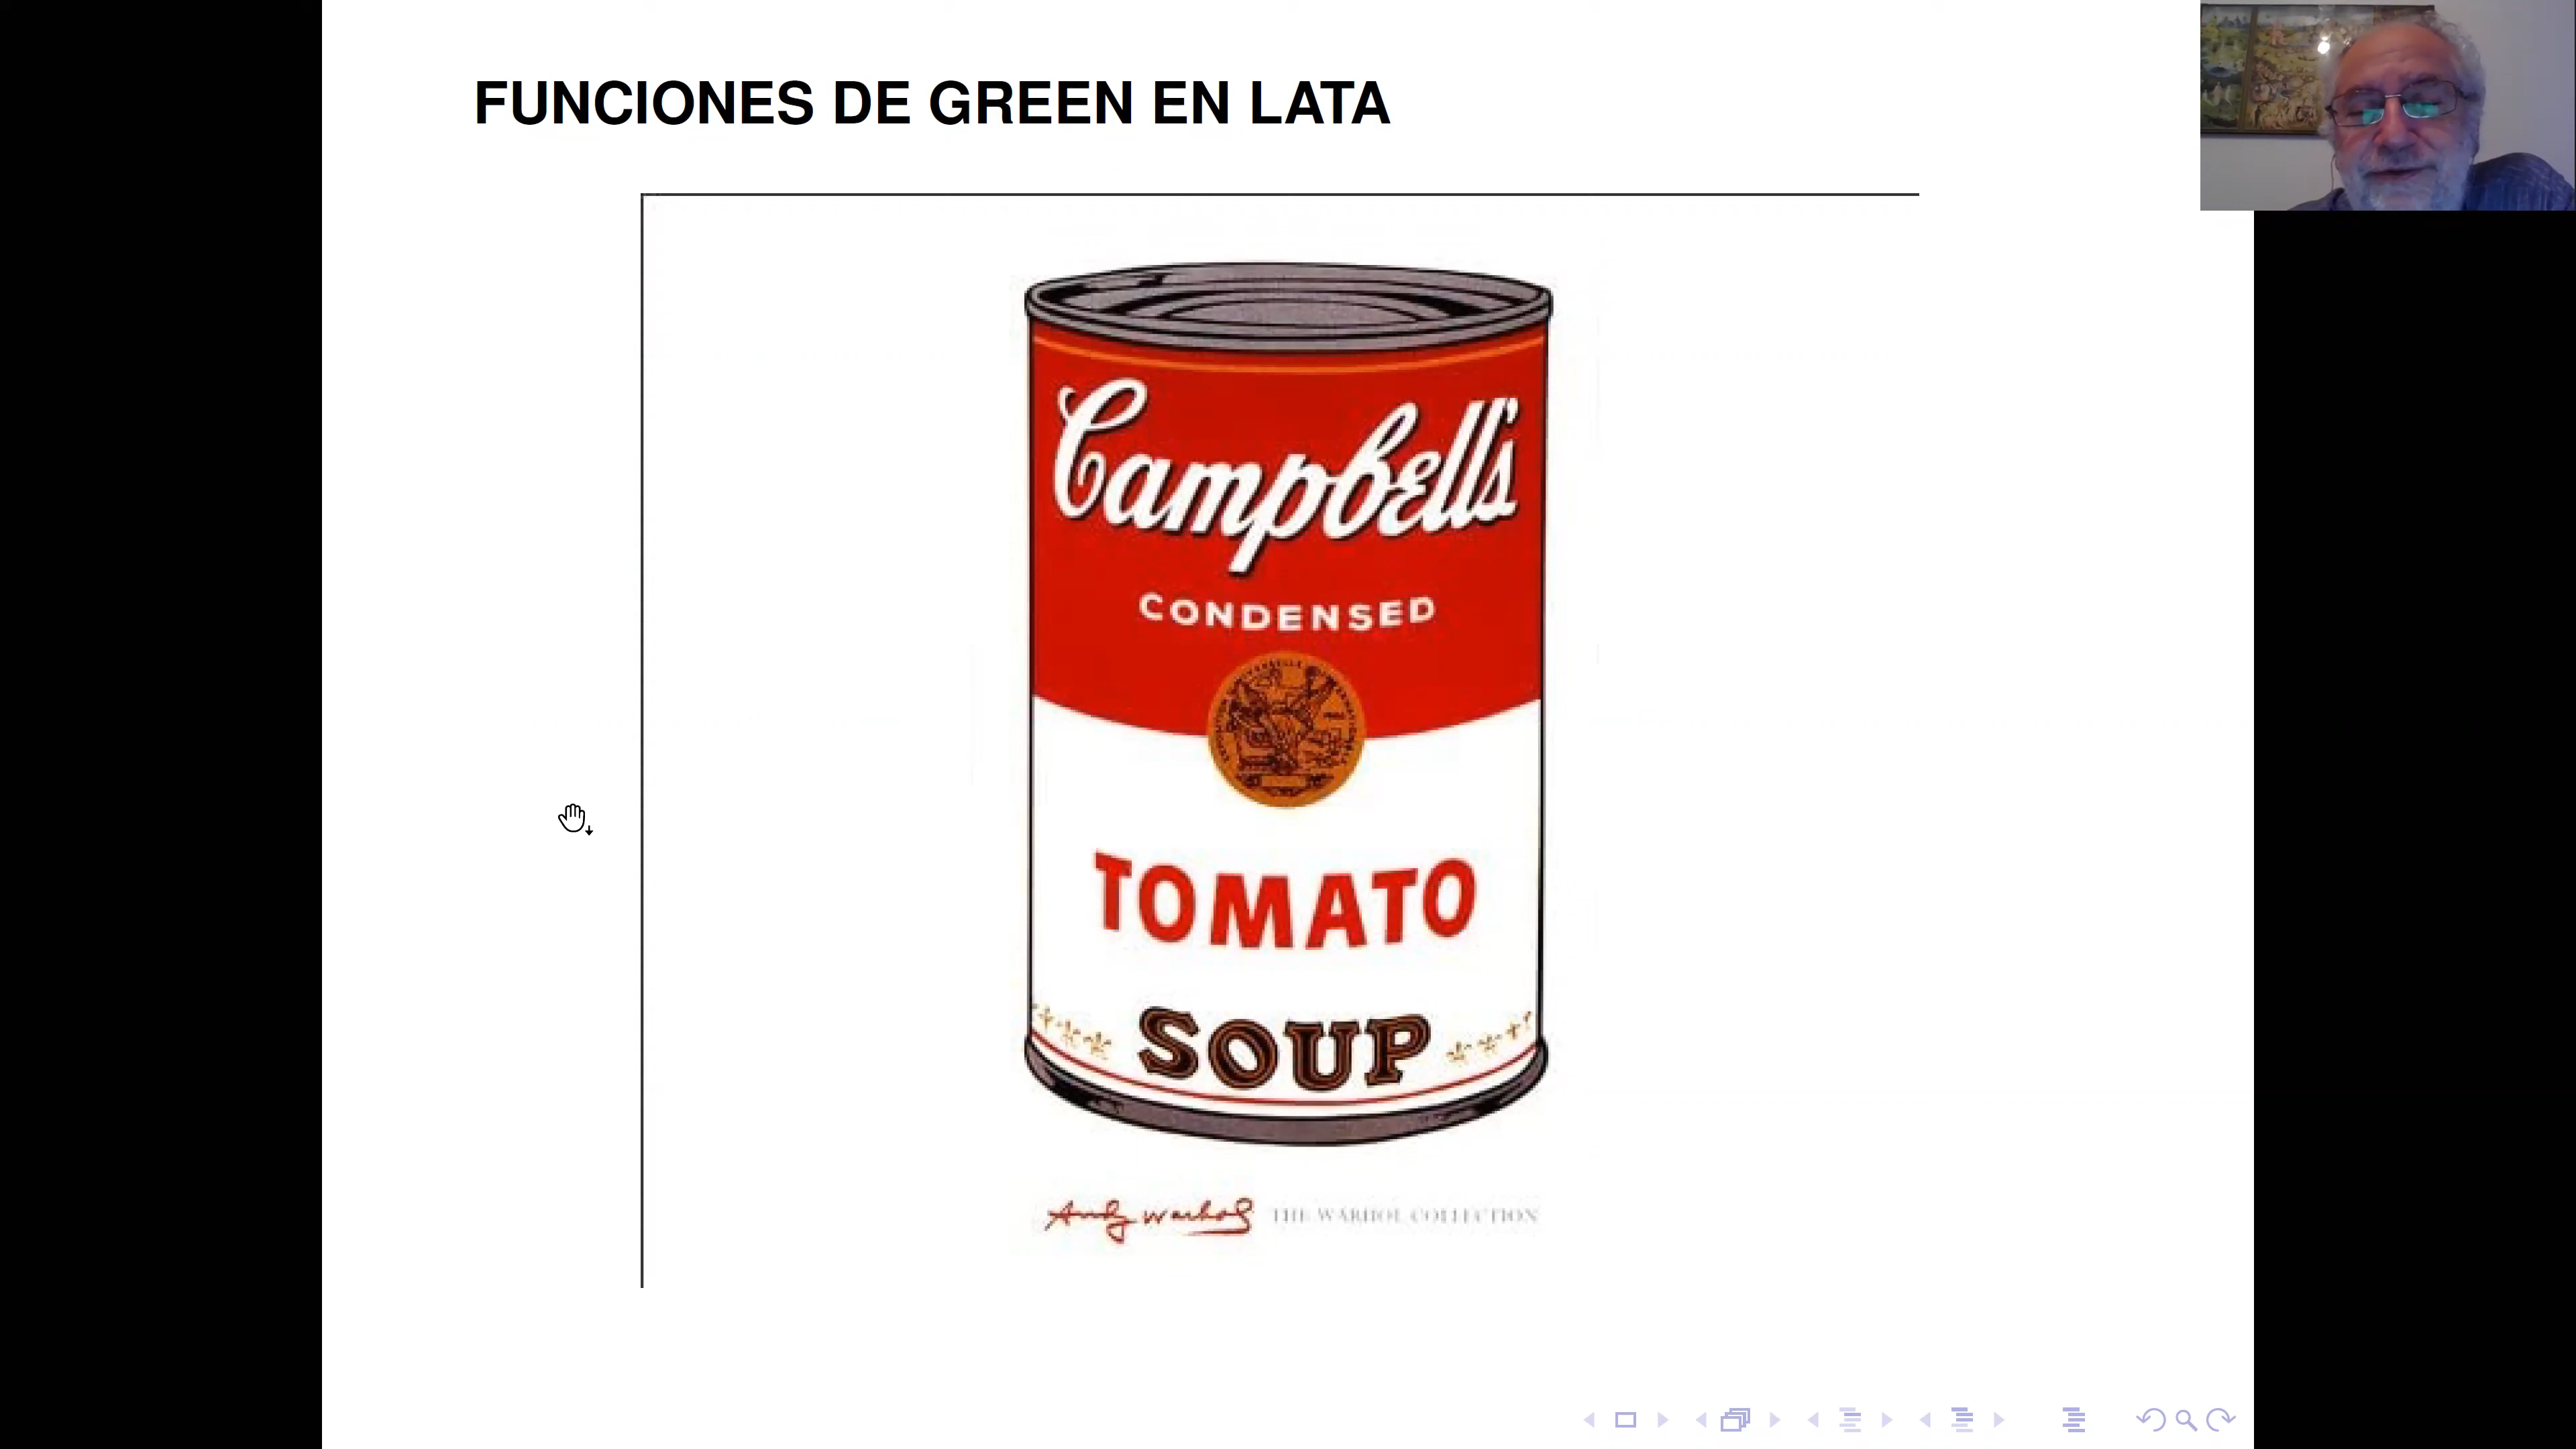 FUNCIONES DE GREEN EN LATA
Campbell's
CONDENSED
TOMATO
SOUP
Andy Warhol THE WARHOL COLLECTION